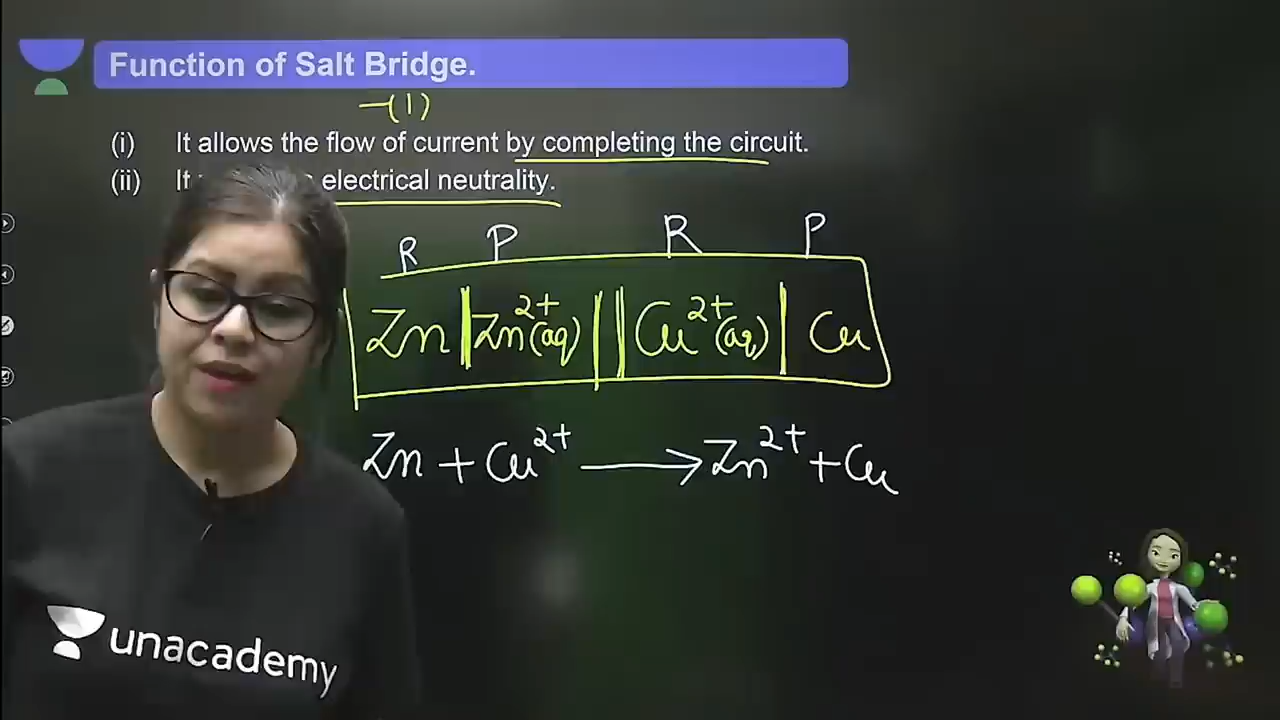 Function of Salt Bridge.
-(1)
(i) It allows the flow of current by completing the circuit.
(ii) It electrical neutrality.
R P R P
Zn | Zn²⁺(aq) || Cu²⁺(aq) | Cu
Zn + Cu²⁺ ⟶ Zn²⁺ + Cu
unacademy